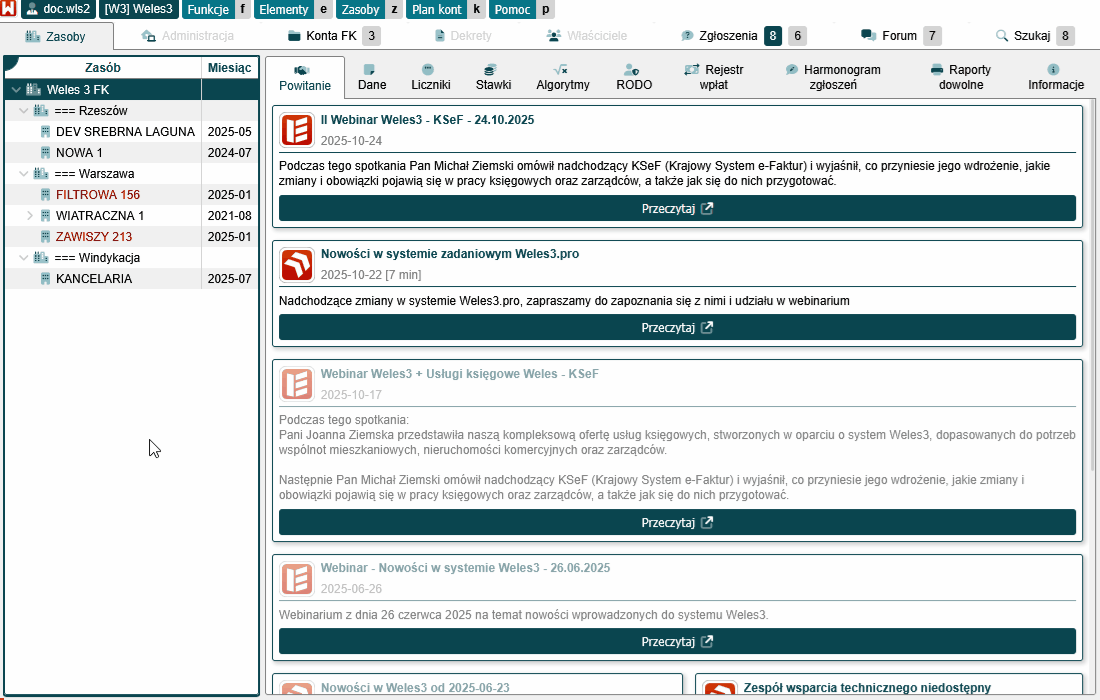 doc.wls2 [W3] Weles3 Funkcje f Elementy e Zasoby z Plan kont k Pomoc p
Zasoby Administracja Konta FK 3 Dekrety Właściciele Zgłoszenia 8 6 Forum 7 Szukaj 8
Zasób Miesiąc
Weles 3 FK
=== Rzeszów
DEV SREBRNA LAGUNA 2025-05
NOWA 1 2024-07
=== Warszawa
FILTROWA 156 2025-01
WIATRACZNA 1 2021-08
ZAWISZY 213 2025-01
=== Windykacja
KANCELARIA 2025-07
Powitanie Dane Liczniki Stawki Algorytmy RODO Rejestr wpłat Harmonogram zgłoszeń Raporty dowolne Informacje
II Webinar Weles3 - KSeF - 24.10.2025
2025-10-24
Podczas tego spotkania Pan Michał Ziemski omówił nadchodzący KSeF (Krajowy System e-Faktur) i wyjaśnił, co przyniesie jego wdrożenie, jakie
zmiany i obowiązki pojawią się w pracy księgowych oraz zarządców, a także jak się do nich przygotować.
Przeczytaj
Nowości w systemie zadaniowym Weles3.pro
2025-10-22 [7 min]
Nadchodzące zmiany w systemie Weles3.pro, zapraszamy do zapoznania się z nimi i udziału w webinarium
Przeczytaj
Webinar Weles3 + Usługi księgowe Weles - KSeF
2025-10-17
Podczas tego spotkania:
Pani Joanna Ziemska przedstawiła naszą kompleksową ofertę usług księgowych, stworzonych w oparciu o system Weles3, dopasowanych do potrzeb
wspólnot mieszkaniowych, nieruchomości komercyjnych oraz zarządców.
Następnie Pan Michał Ziemski omówił nadchodzący KSeF (Krajowy System e-Faktur) i wyjaśnił, co przyniesie jego wdrożenie, jakie zmiany i
obowiązki pojawią się w pracy księgowych oraz zarządców, a także jak się do nich przygotować.
Przeczytaj
Webinar - Nowości w systemie Weles3 - 26.06.2025
2025-06-26
Webinarium z dnia 26 czerwca 2025 na temat nowości wprowadzonych do systemu Weles3.
Przeczytaj
Nowości w Weles3 od 2025-06-23
Zespół wsparcia technicznego niedostępny